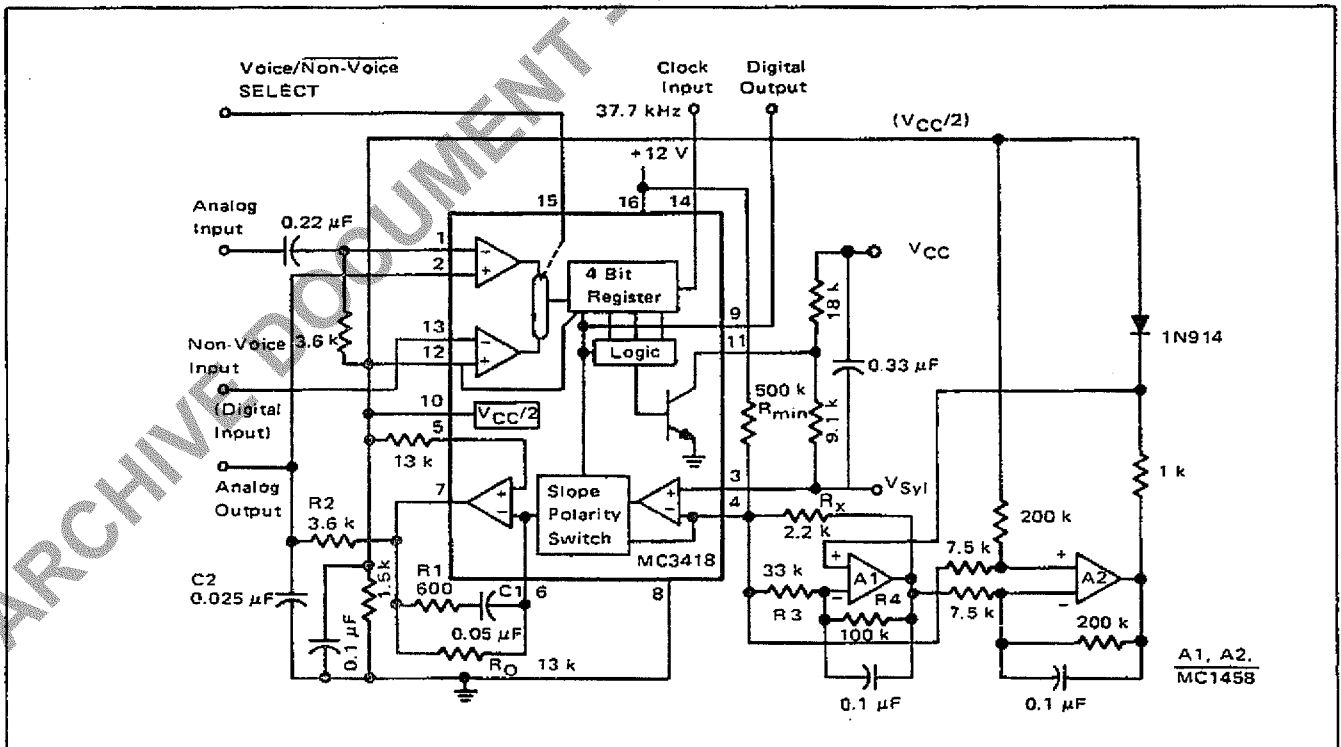 ARCHIVE DOCUMENT -
Voice/Non-Voice
SELECT
Clock
Input
37.7 kHz
Digital
Output
(VCC/2)
+12 V
15
16
14
Analog
Input
0.22 µF
1
2
4 Bit
Register
VCC
18 k
9
13
12
3.6 k
Logic
11
1N914
0.33 µF
Non-Voice
Input
(Digital
Input)
500 k
Rmin
9.1 k
10
VCC/2
5
13 k
1 k
Analog
Output
3
VSyl
7
Slope
Polarity
Switch
4
Rx
2.2 k
200 k
R2
3.6 k
MC3418
7.5 k
A1
A2
R1
600
C1
6
8
33 k
R3
R4
100 k
7.5 k
C2
0.025 µF
1.5k
0.05 µF
200 k
0.1 µF
RO
13 k
0.1 µF
0.1 µF
A1, A2,
MC1458
+
-
+
-
+
-
+
-
+
-
+
-